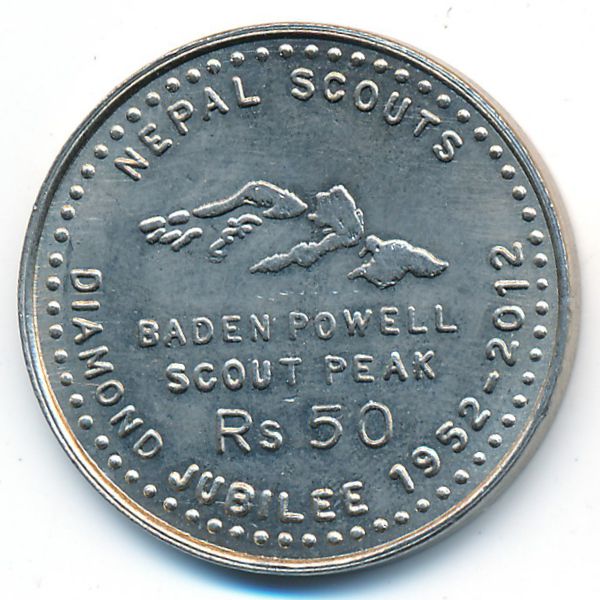 NEPAL SCOUTS
BADEN POWELL
SCOUT PEAK
Rs 50
DIAMOND JUBILEE 1952-2012